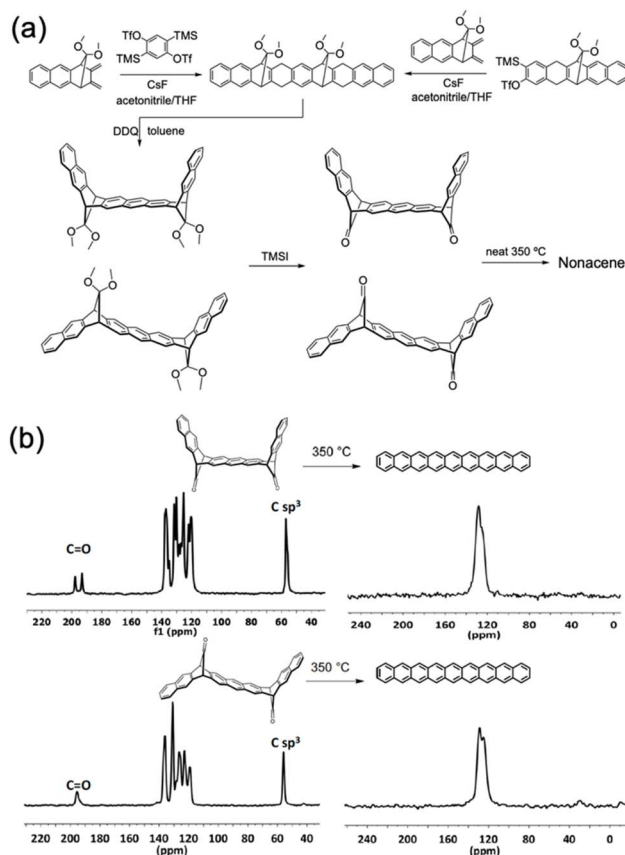 (a)
O O
TfO TMS
TMS OTf
CsF
acetonitrile/THF
O O O O
O O
CsF
acetonitrile/THF
O O
TMS
TfO
DDQ toluene
O O O O
TMSI
O O
neat 350 °C
Nonacene
O O
O O
O
O
(b)
350 °C
O O
C=O
C sp³
220 200 180 160 140 120 100 80 60 40
f1 (ppm)
240 200 160 120 80 40 0
(ppm)
O
350 °C
O
C=O
C sp³
220 200 180 160 140 120 100 80 60 40
(ppm)
240 200 160 120 80 40 0
(ppm)